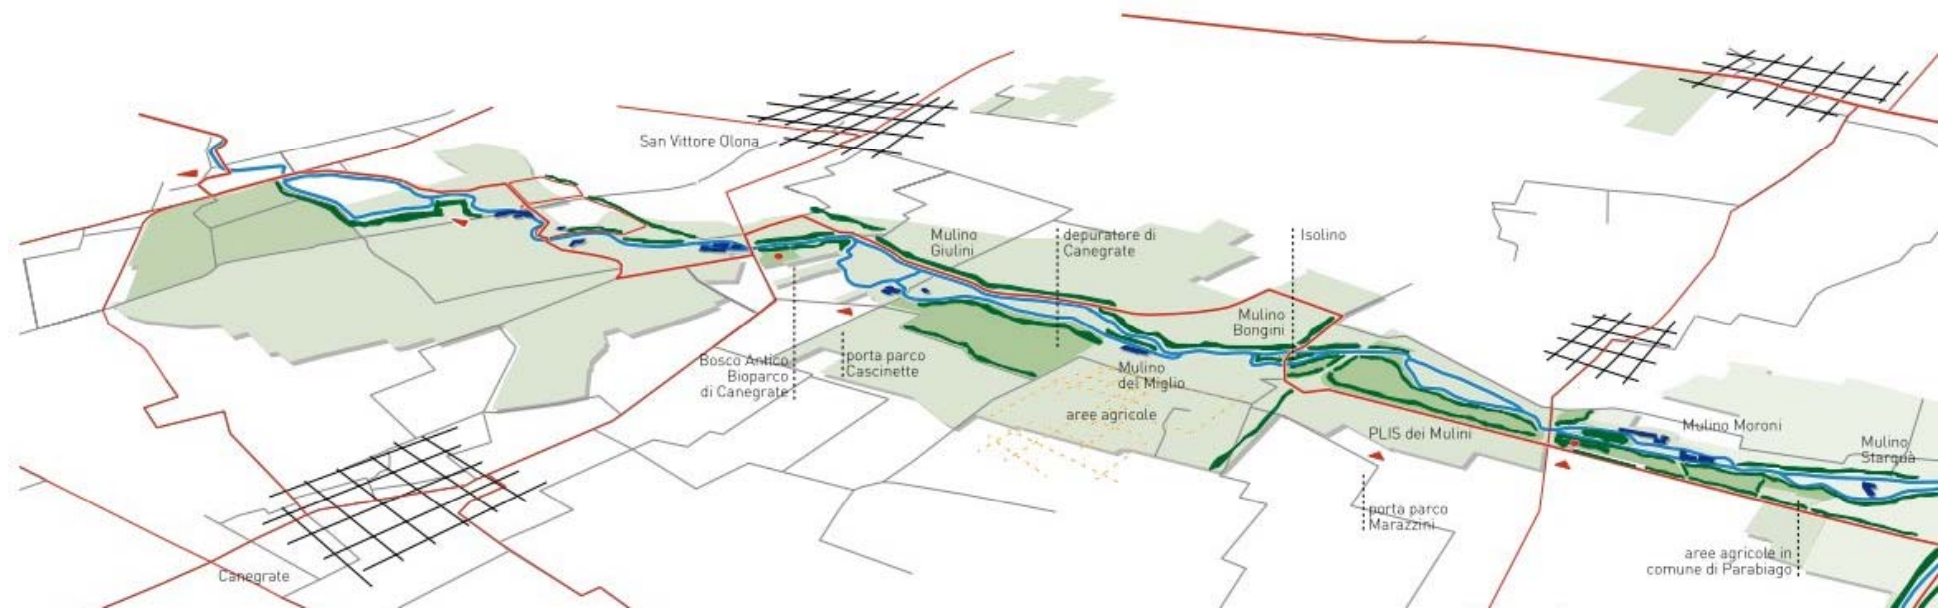 San Vittore Olona
Mulino
Giulini
depuratore di
Canegrate
Isolino
Mulino
Bongini
Bosco Antico
Bioparco
di Canegrate
porta parco
Cascinette
Mulino
del Miglio
aree agricole
PLIS dei Mulini
Mulino Moroni
Mulino
Starquà
porta parco
Marazzini
aree agricole in
comune di Parabiago
Canegrate